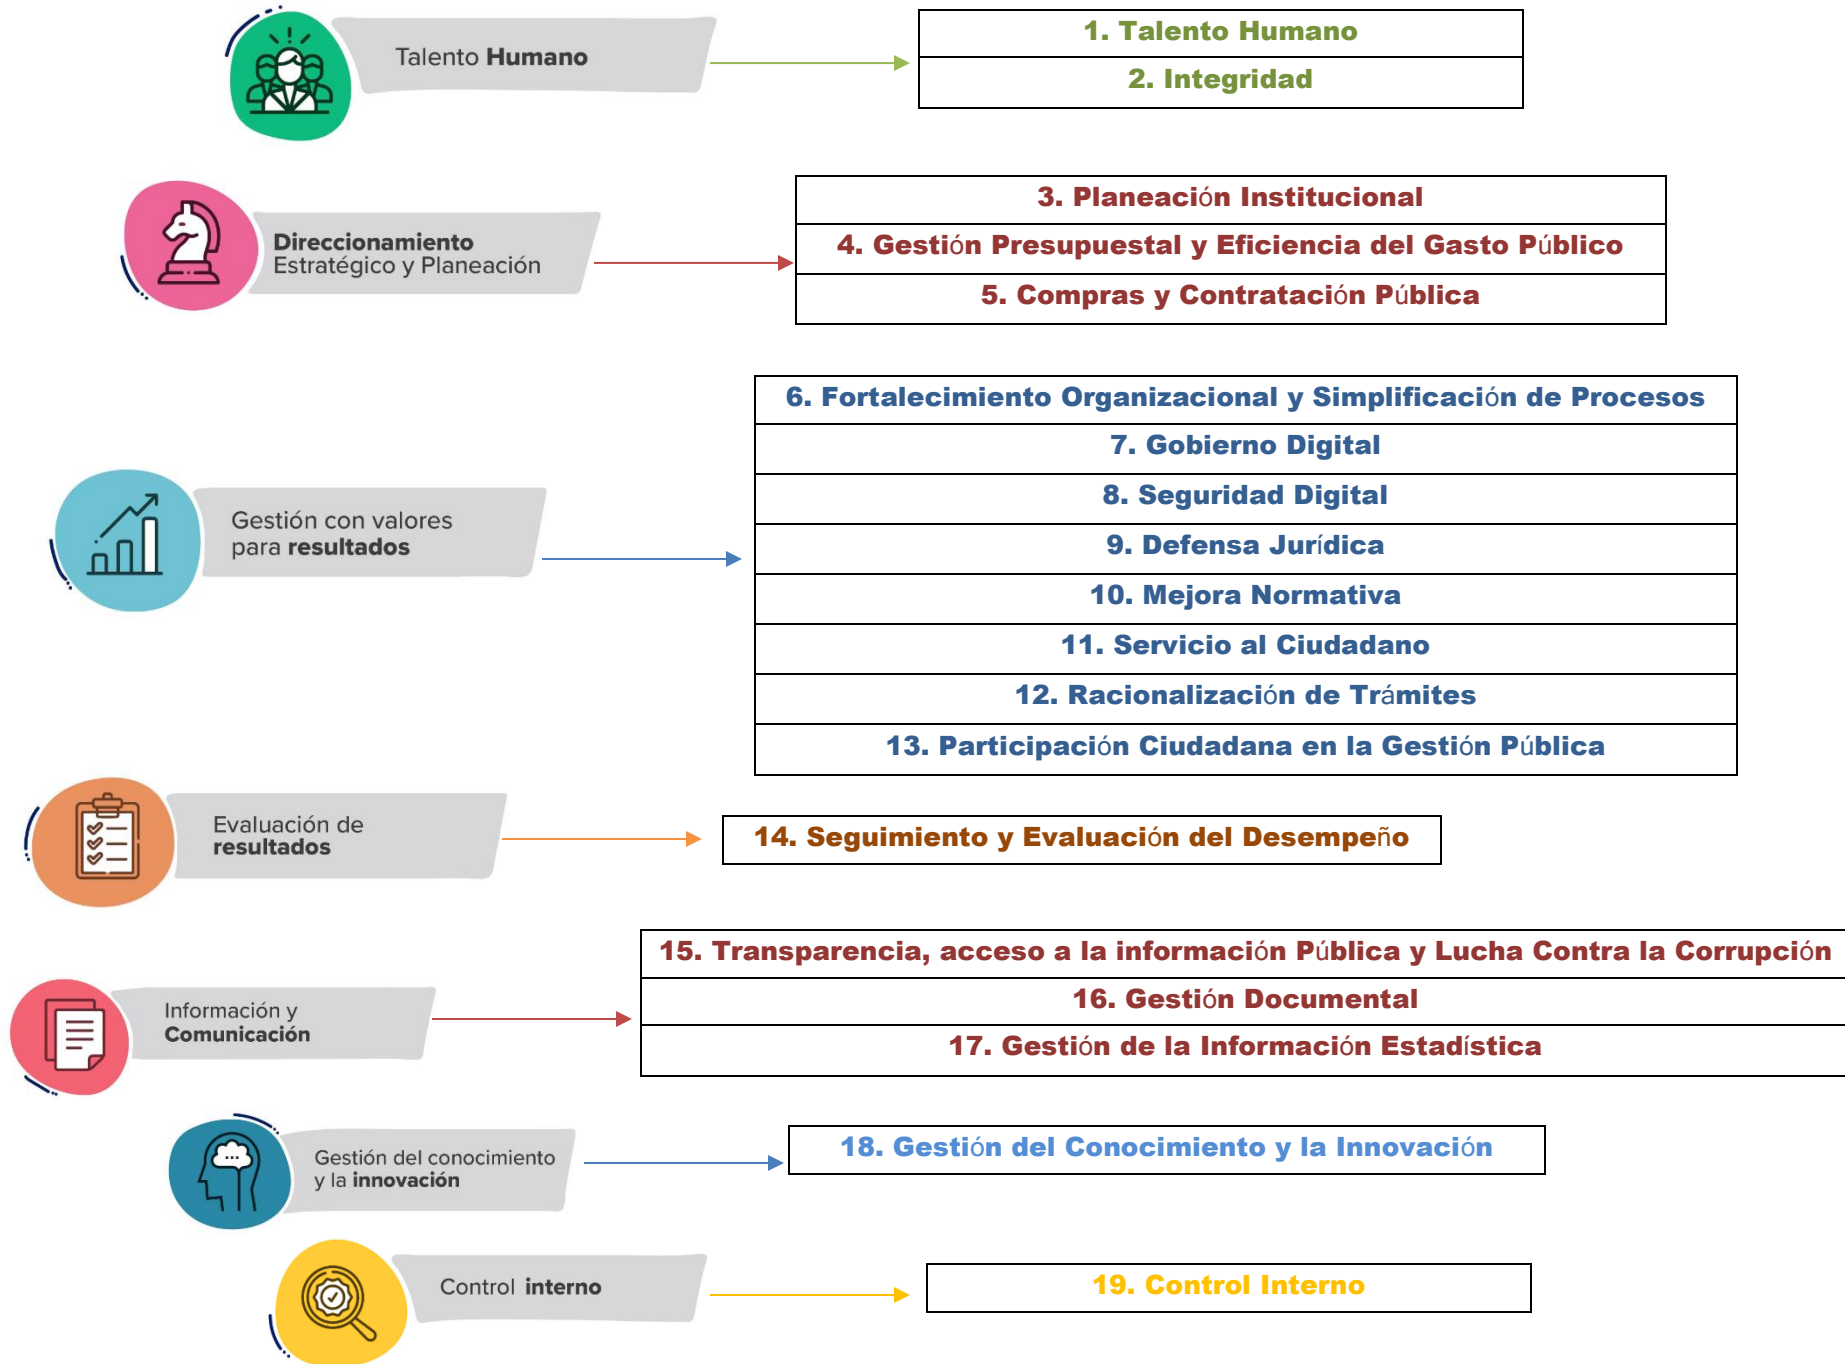 Talento Humano
1. Talento Humano
2. Integridad
Direccionamiento
Estratégico y Planeación
3. Planeación Institucional
4. Gestión Presupuestal y Eficiencia del Gasto Público
5. Compras y Contratación Pública
Gestión con valores
para resultados
6. Fortalecimiento Organizacional y Simplificación de Procesos
7. Gobierno Digital
8. Seguridad Digital
9. Defensa Jurídica
10. Mejora Normativa
11. Servicio al Ciudadano
12. Racionalización de Trámites
13. Participación Ciudadana en la Gestión Pública
Evaluación de
resultados
14. Seguimiento y Evaluación del Desempeño
Información y
Comunicación
15. Transparencia, acceso a la información Pública y Lucha Contra la Corrupción
16. Gestión Documental
17. Gestión de la Información Estadística
Gestión del conocimiento
y la innovación
18. Gestión del Conocimiento y la Innovación
Control interno
19. Control Interno